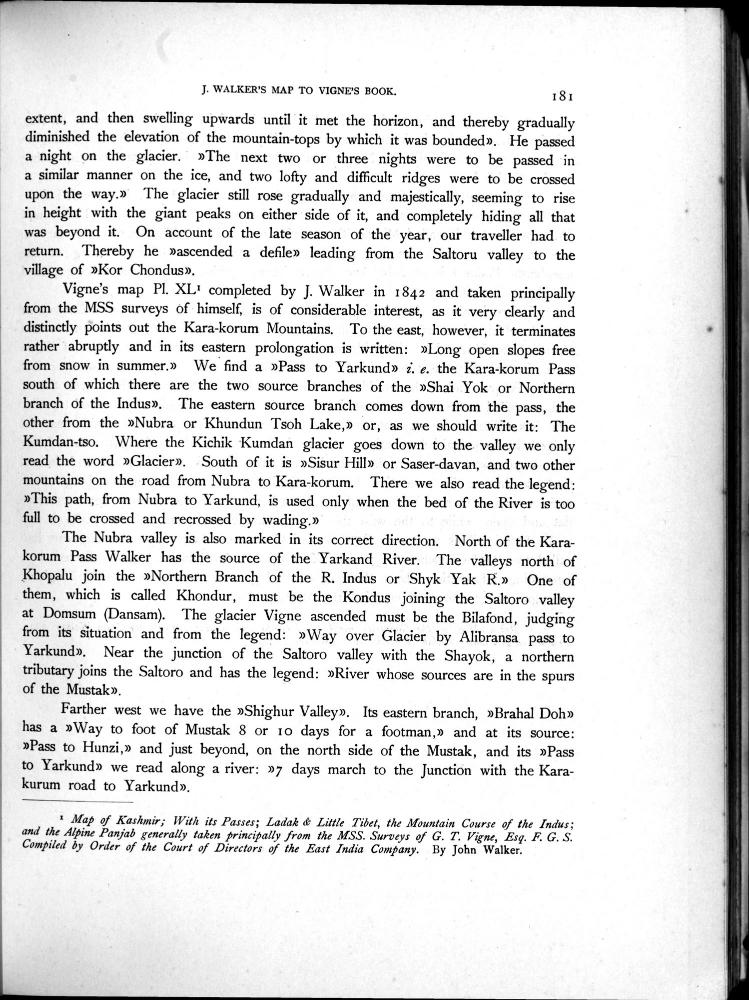 J. WALKER'S MAP TO VIGNE'S BOOK.
181
extent, and then swelling upwards until it met the horizon, and thereby gradually
diminished the elevation of the mountain-tops by which it was bounded». He passed
a night on the glacier. »The next two or three nights were to be passed in
a similar manner on the ice, and two lofty and difficult ridges were to be crossed
upon the way.» The glacier still rose gradually and majestically, seeming to rise
in height with the giant peaks on either side of it, and completely hiding all that
was beyond it. On account of the late season of the year, our traveller had to
return. Thereby he »ascended a defile» leading from the Saltoru valley to the
village of »Kor Chondus».
Vigne's map Pl. XL¹ completed by J. Walker in 1842 and taken principally
from the MSS surveys of himself, is of considerable interest, as it very clearly and
distinctly points out the Kara-korum Mountains. To the east, however, it terminates
rather abruptly and in its eastern prolongation is written: »Long open slopes free
from snow in summer.» We find a »Pass to Yarkund» i. e. the Kara-korum Pass
south of which there are the two source branches of the »Shai Yok or Northern
branch of the Indus». The eastern source branch comes down from the pass, the
other from the »Nubra or Khundun Tsoh Lake,» or, as we should write it: The
Kumdan-tso. Where the Kichik Kumdan glacier goes down to the valley we only
read the word »Glacier». South of it is »Sisur Hill» or Saser-davan, and two other
mountains on the road from Nubra to Kara-korum. There we also read the legend:
»This path, from Nubra to Yarkund, is used only when the bed of the River is too
full to be crossed and recrossed by wading.»
The Nubra valley is also marked in its correct direction. North of the Kara-
korum Pass Walker has the source of the Yarkand River. The valleys north of
Khopalu join the »Northern Branch of the R. Indus or Shyk Yak R.» One of
them, which is called Khondur, must be the Kondus joining the Saltoro valley
at Domsum (Dansam). The glacier Vigne ascended must be the Bilafond, judging
from its situation and from the legend: »Way over Glacier by Alibransa pass to
Yarkund». Near the junction of the Saltoro valley with the Shayok, a northern
tributary joins the Saltoro and has the legend: »River whose sources are in the spurs
of the Mustak».
Farther west we have the »Shighur Valley». Its eastern branch, »Brahal Doh»
has a »Way to foot of Mustak 8 or 10 days for a footman,» and at its source:
»Pass to Hunzi,» and just beyond, on the north side of the Mustak, and its »Pass
to Yarkund» we read along a river: »7 days march to the Junction with the Kara-
kurum road to Yarkund».
¹ Map of Kashmir; With its Passes; Ladak & Little Tibet, the Mountain Course of the Indus;
and the Alpine Panjab generally taken principally from the MSS. Surveys of G. T. Vigne, Esq. F. G. S.
Compiled by Order of the Court of Directors of the East India Company. By John Walker.